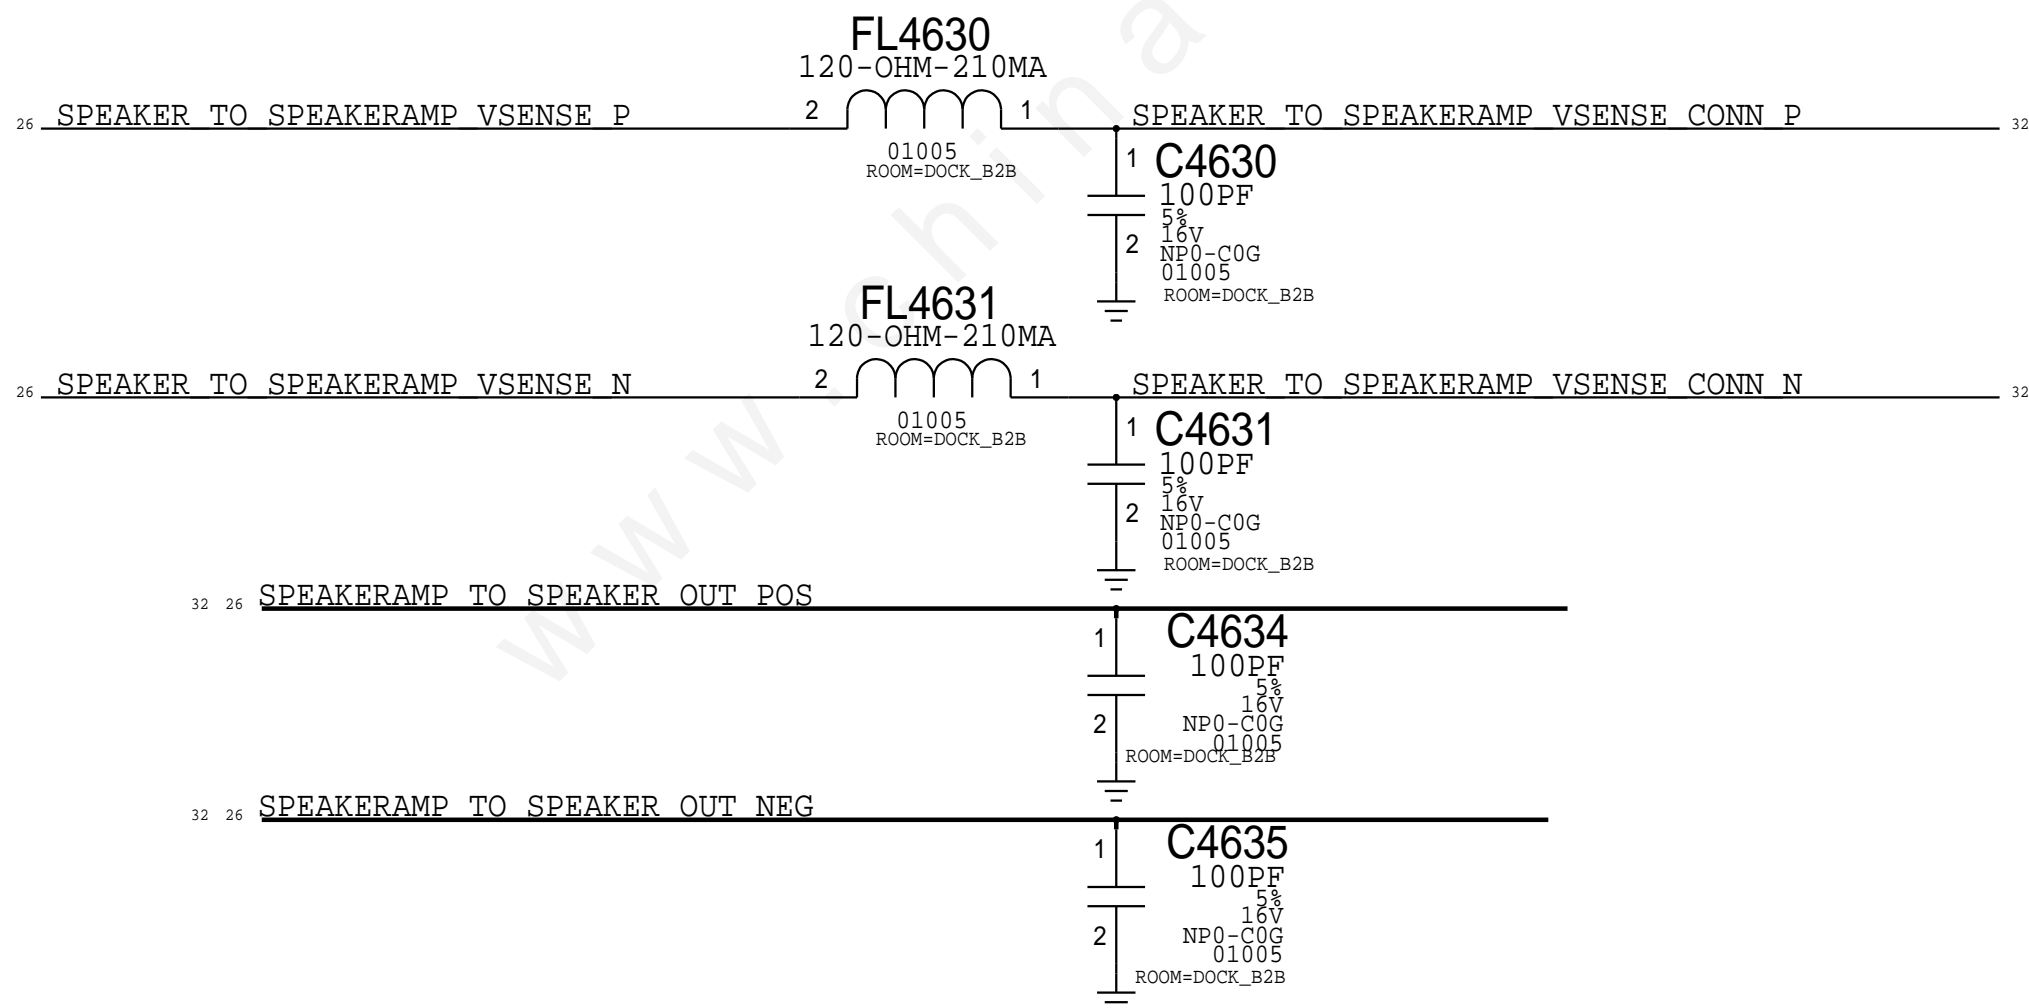 FL4630
120-OHM-210MA
26 SPEAKER_TO_SPEAKERAMP_VSENSE_P 2 1 SPEAKER_TO_SPEAKERAMP_VSENSE_CONN_P 32
01005
ROOM=DOCK_B2B
1 C4630
100PF
5%
16V
2 NP0-C0G
01005
ROOM=DOCK_B2B
FL4631
120-OHM-210MA
26 SPEAKER_TO_SPEAKERAMP_VSENSE_N 2 1 SPEAKER_TO_SPEAKERAMP_VSENSE_CONN_N 32
01005
ROOM=DOCK_B2B
1 C4631
100PF
5%
16V
2 NP0-C0G
01005
ROOM=DOCK_B2B
32 26 SPEAKERAMP_TO_SPEAKER_OUT_POS
1 C4634
100PF
5%
16V
2 NP0-C0G
01005
ROOM=DOCK_B2B
32 26 SPEAKERAMP_TO_SPEAKER_OUT_NEG
1 C4635
100PF
5%
16V
2 NP0-C0G
01005
ROOM=DOCK_B2B
www.china